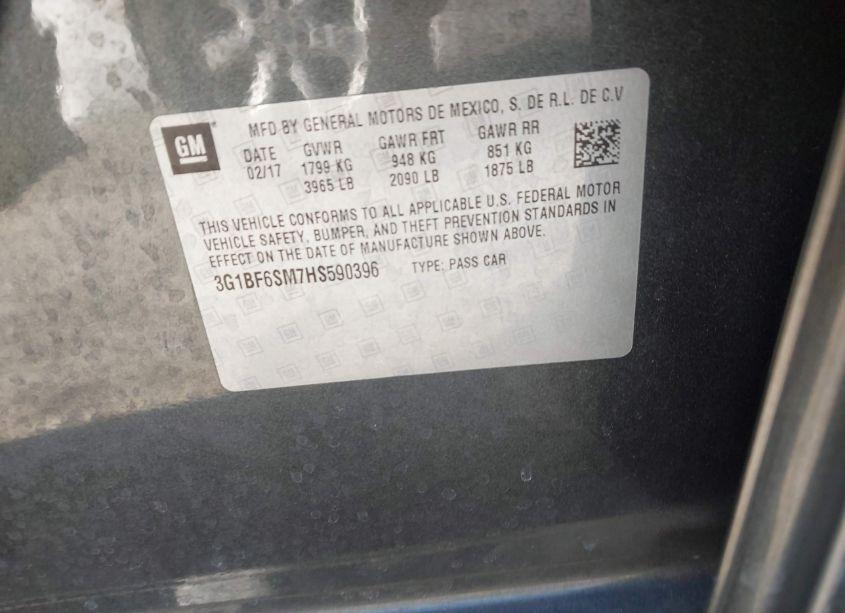 GM
MFD BY GENERAL MOTORS DE MEXICO, S. DE R.L. DE C.V
DATE GVWR GAWR FRT GAWR RR
02/17 1799 KG 948 KG 851 KG
3965 LB 2090 LB 1875 LB
THIS VEHICLE CONFORMS TO ALL APPLICABLE U.S. FEDERAL MOTOR
VEHICLE SAFETY, BUMPER, AND THEFT PREVENTION STANDARDS IN
EFFECT ON THE DATE OF MANUFACTURE SHOWN ABOVE.
3G1BF6SM7HS590396 TYPE: PASS CAR